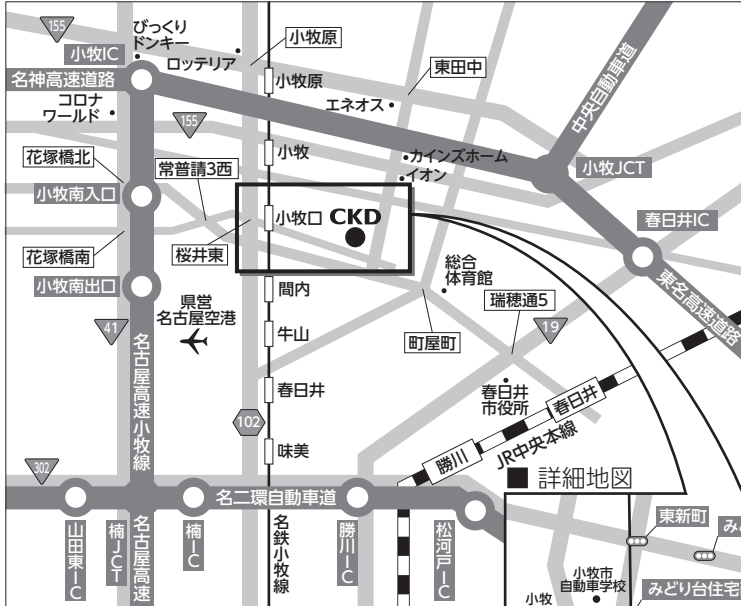 155
びっくり
ドンキー
小牧IC
ロッテリア
小牧原
小牧原
東田中
名神高速道路
コロナ
ワールド
エネオス
中央自動車道
155
小牧
花塚橋北
常普請3西
カインズホーム
イオン
小牧JCT
小牧南入口
小牧口
CKD
春日井IC
花塚橋南
桜井東
総合
体育館
東名高速道路
小牧南出口
間内
県営
名古屋空港
瑞穂通5
41
牛山
町屋町
19
名古屋高速小牧線
春日井
春日井
市役所
春日井
102
味美
勝川
JR中央本線
302
詳細地図
名二環自動車道
山田東IC
楠JCT
名古屋高速
楠IC
名鉄小牧線
勝川IC
松河戸IC
東新町
小牧市
自動車学校
小牧
みどり台住宅